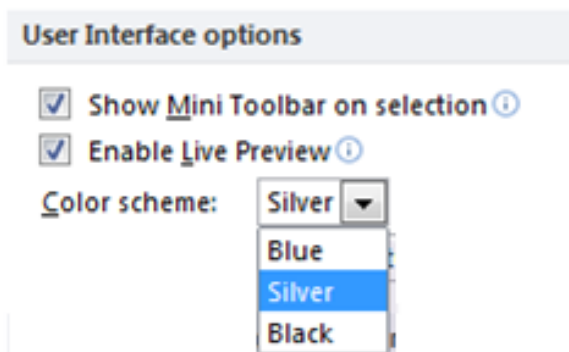 User Interface options
Show Mini Toolbar on selection
Enable Live Preview
Color scheme: Silver
Blue
Silver
Black